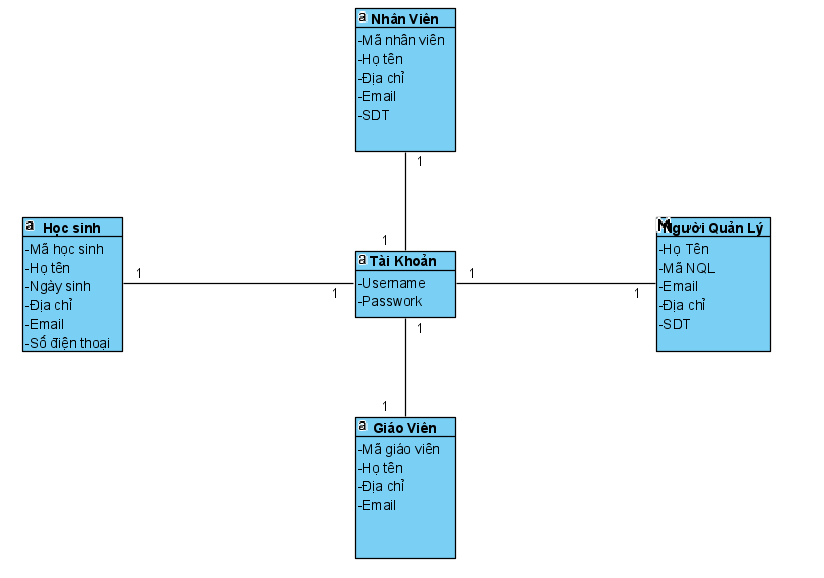 a Nhân Viên
-Mã nhân viên
-Họ tên
-Địa chỉ
-Email
-SDT
1
1
a Học sinh
-Mã học sinh
-Họ tên
-Ngày sinh
-Địa chỉ
-Email
-Số điện thoại
1
1
a Tài Khoản
-Username
-Passwork
1
1
M Người Quản Lý
-Họ Tên
-Mã NQL
-Email
-Địa chỉ
-SDT
1
1
a Giáo Viên
-Mã giáo viên
-Họ tên
-Địa chỉ
-Email